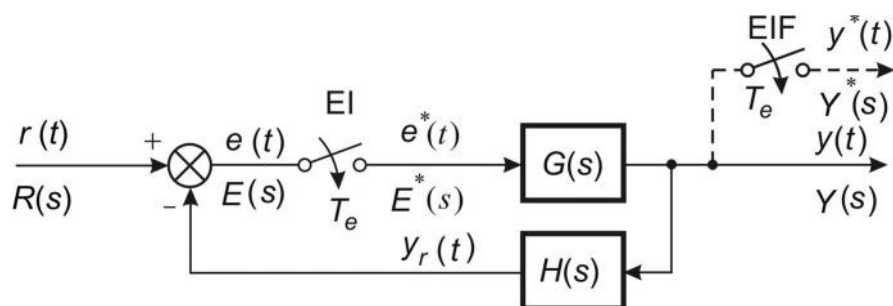 EIF
y*(t)
T_e
Y*(s)
EI
r(t)
+
e(t)
e*(t)
G(s)
y(t)
R(s)
−
E(s)
T_e
E*(s)
Y(s)
y_r(t)
H(s)